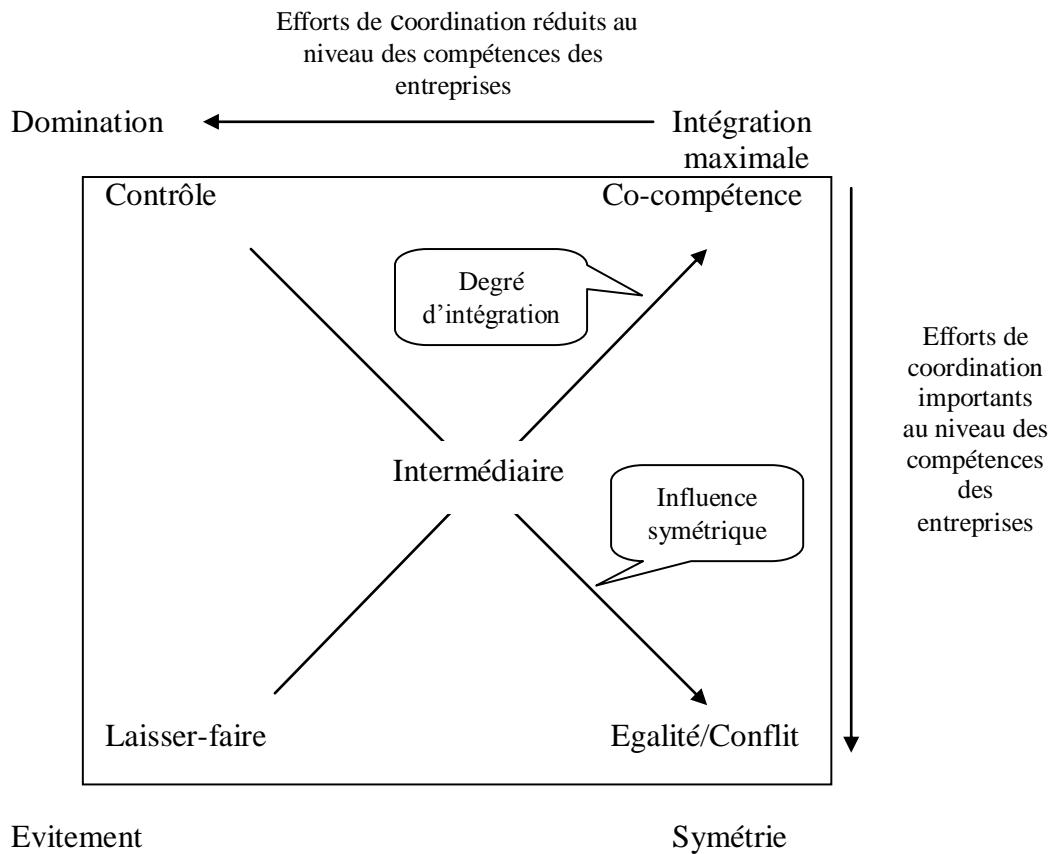 Efforts de coordination réduits au
niveau des compétences des
entreprises
Domination
Intégration
maximale
Contrôle
Co-compétence
Degré
d’intégration
Efforts de
coordination
importants
au niveau des
compétences
des
entreprises
Intermédiaire
Influence
symétrique
Laisser-faire
Egalité/Conflit
Evitement
Symétrie